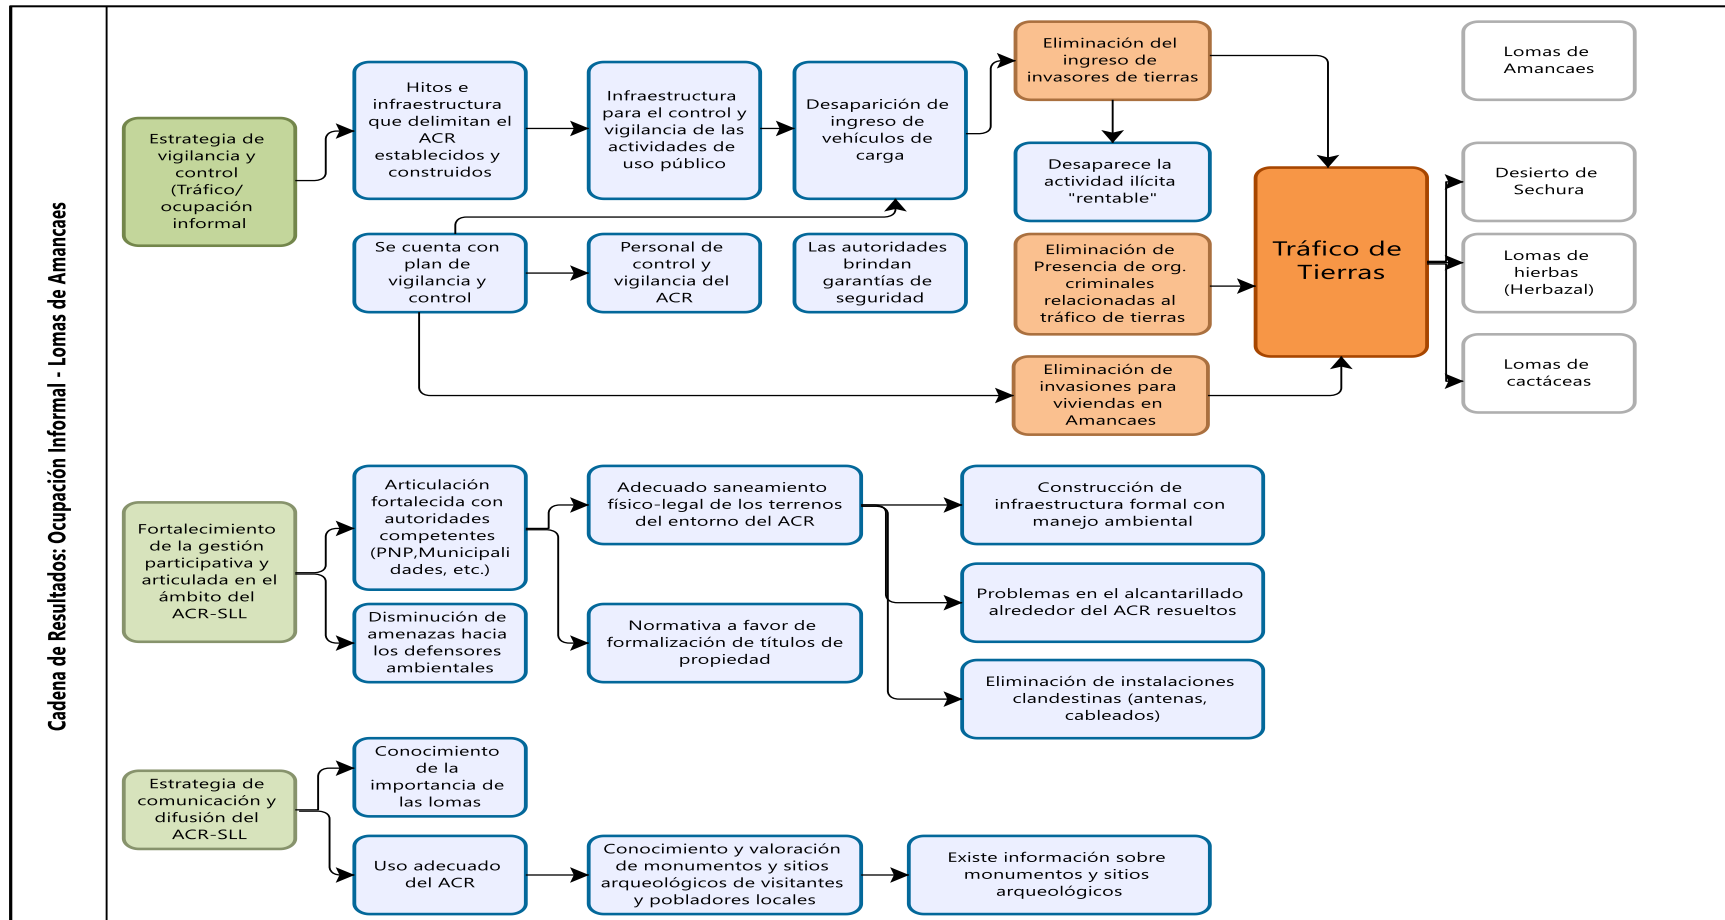 Cadena de Resultados: Ocupación Informal - Lomas de Amancaes
Estrategia de
vigilancia y
control
(Tráfico/
ocupación
informal
Hitos e
infraestructura
que delimitan el
ACR
establecidos y
construidos
Infraestructura
para el control y
vigilancia de las
actividades de
uso público
Desaparición de
ingreso de
vehículos de
carga
Eliminación del
ingreso de
invasores de tierras
Desaparece la
actividad ilícita
"rentable"
Se cuenta con
plan de
vigilancia y
control
Personal de
control y
vigilancia del
ACR
Las autoridades
brindan
garantías de
seguridad
Eliminación de
Presencia de org.
criminales
relacionadas al
tráfico de tierras
Eliminación de
invasiones para
viviendas en
Amancaes
Tráfico de
Tierras
Lomas de
Amancaes
Desierto de
Sechura
Lomas de
hierbas
(Herbazal)
Lomas de
cactáceas
Fortalecimiento
de la gestión
participativa y
articulada en el
ámbito del
ACR-SLL
Articulación
fortalecida con
autoridades
competentes
(PNP,Municipali
dades, etc.)
Disminución de
amenazas hacia
los defensores
ambientales
Adecuado saneamiento
físico-legal de los terrenos
del entorno del ACR
Normativa a favor de
formalización de títulos de
propiedad
Construcción de
infraestructura formal con
manejo ambiental
Problemas en el alcantarillado
alrededor del ACR resueltos
Eliminación de instalaciones
clandestinas (antenas,
cableados)
Estrategia de
comunicación y
difusión del
ACR-SLL
Conocimiento
de la
importancia de
las lomas
Uso adecuado
del ACR
Conocimiento y valoración
de monumentos y sitios
arqueológicos de visitantes
y pobladores locales
Existe información sobre
monumentos y sitios
arqueológicos